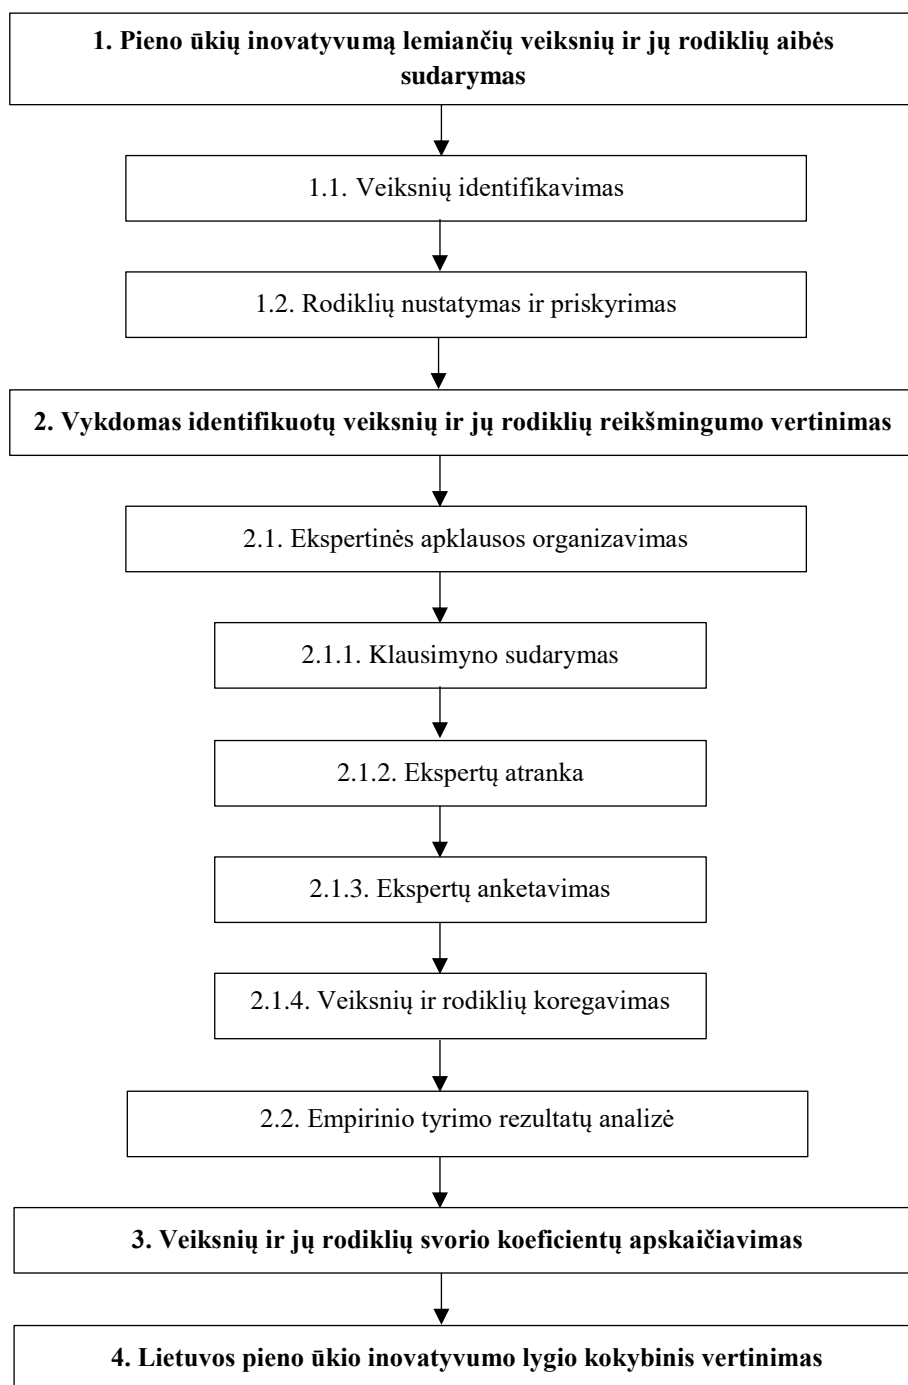 1. Pieno ūkių inovatyvumą lemiančių veiksnių ir jų rodiklių aibės
sudarymas
1.1. Veiksnių identifikavimas
1.2. Rodiklių nustatymas ir priskyrimas
2. Vykdomas identifikuotų veiksnių ir jų rodiklių reikšmingumo vertinimas
2.1. Ekspertinės apklausos organizavimas
2.1.1. Klausimyno sudarymas
2.1.2. Ekspertų atranka
2.1.3. Ekspertų anketavimas
2.1.4. Veiksnių ir rodiklių koregavimas
2.2. Empirinio tyrimo rezultatų analizė
3. Veiksnių ir jų rodiklių svorio koeficientų apskaičiavimas
4. Lietuvos pieno ūkio inovatyvumo lygio kokybinis vertinimas